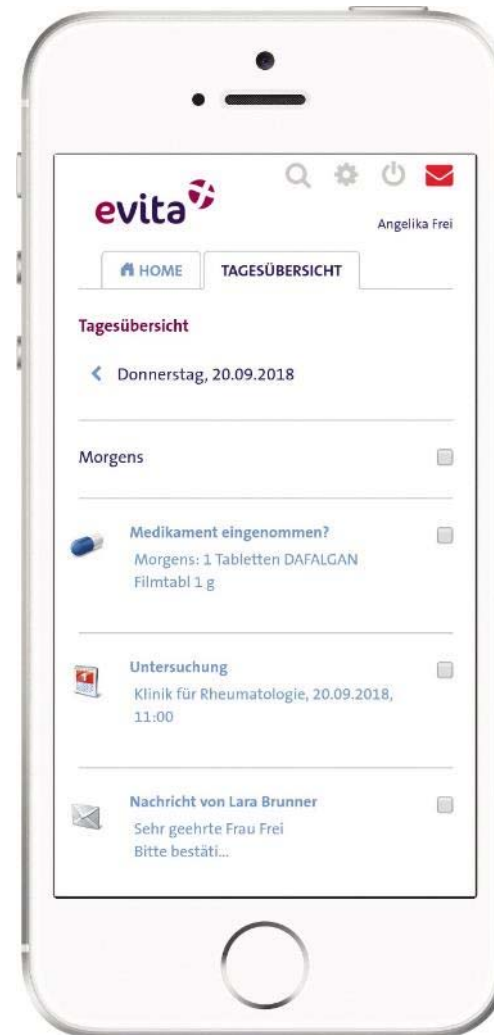 evita
Angelika Frei
HOME
TAGESÜBERSICHT
Tagesübersicht
Donnerstag, 20.09.2018
Morgens
Medikament eingenommen?
Morgens: 1 Tabletten DAFALGAN
Filmtabl 1 g
Untersuchung
Klinik für Rheumatologie, 20.09.2018,
11:00
Nachricht von Lara Brunner
Sehr geehrte Frau Frei
Bitte bestäti...